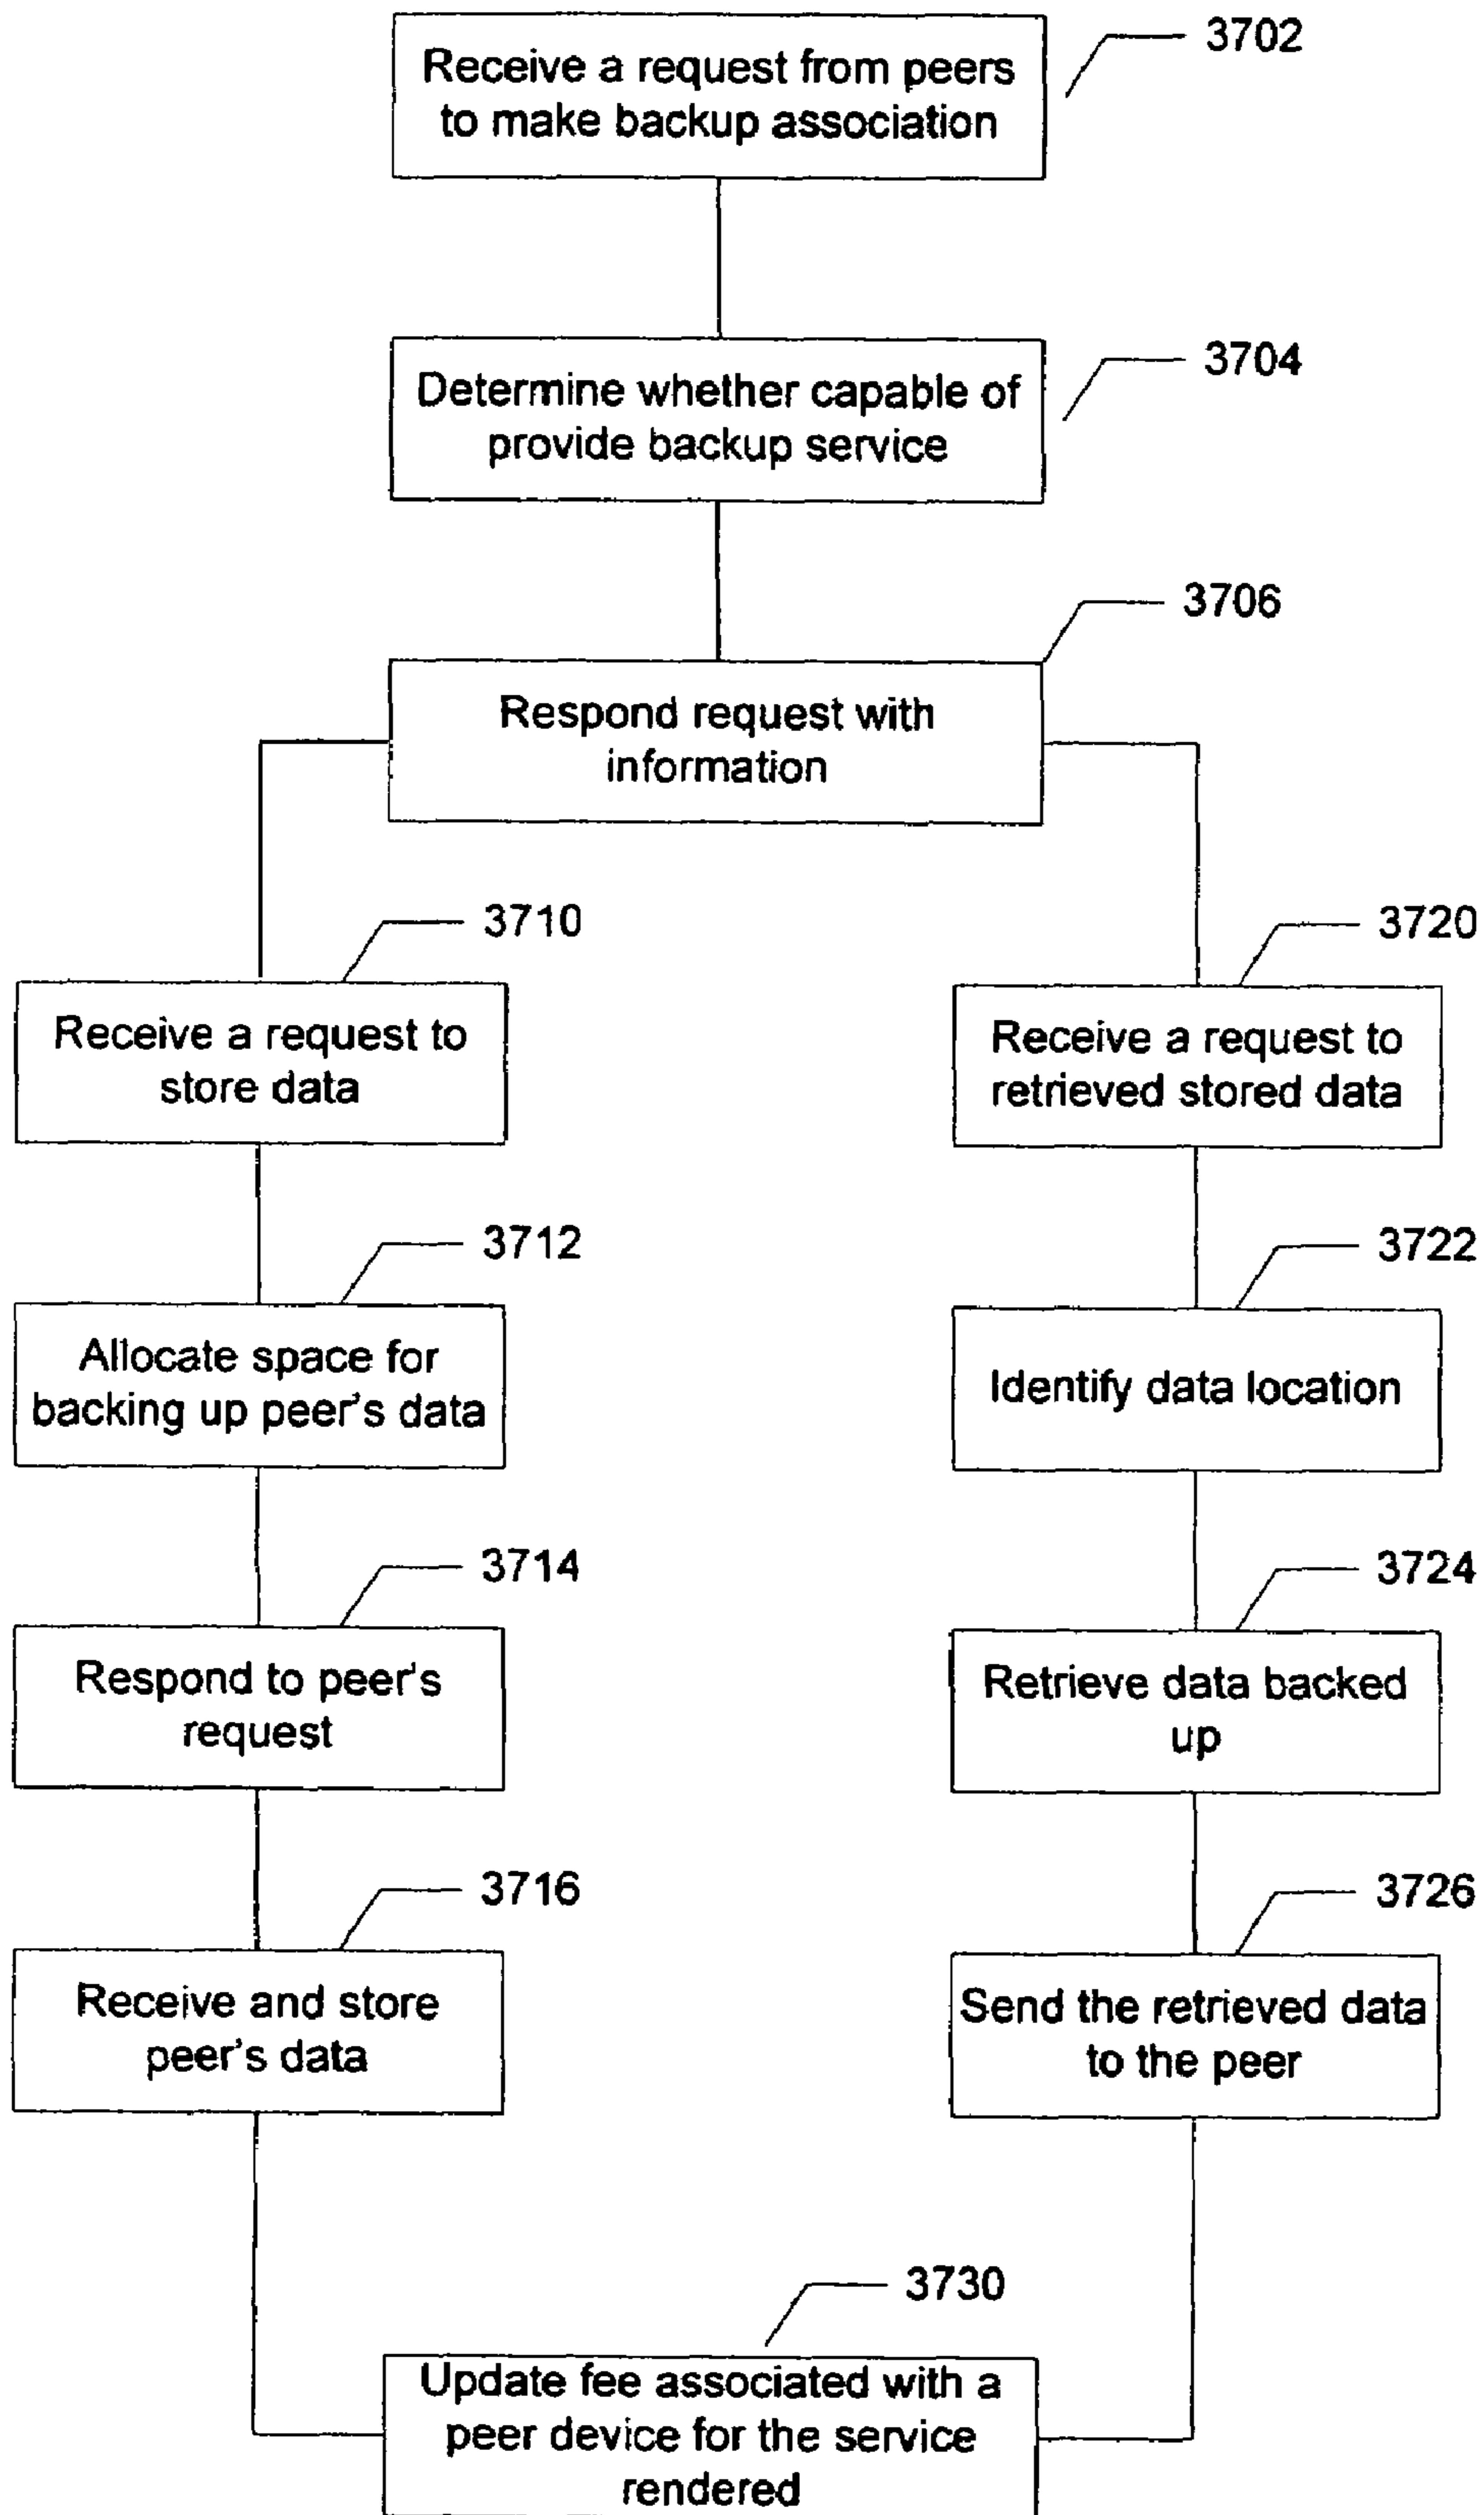 3702
Receive a request from peers
to make backup association
3704
Determine whether capable of
provide backup service
3706
Respond request with
information
3710
Receive a request to
store data
3720
Receive a request to
retrieved stored data
3712
Allocate space for
backing up peer's data
3722
Identify data location
3714
Respond to peer's
request
3724
Retrieve data backed
up
3716
Receive and store
peer's data
3726
Send the retrieved data
to the peer
3730
Update fee associated with a
peer device for the service
rendered